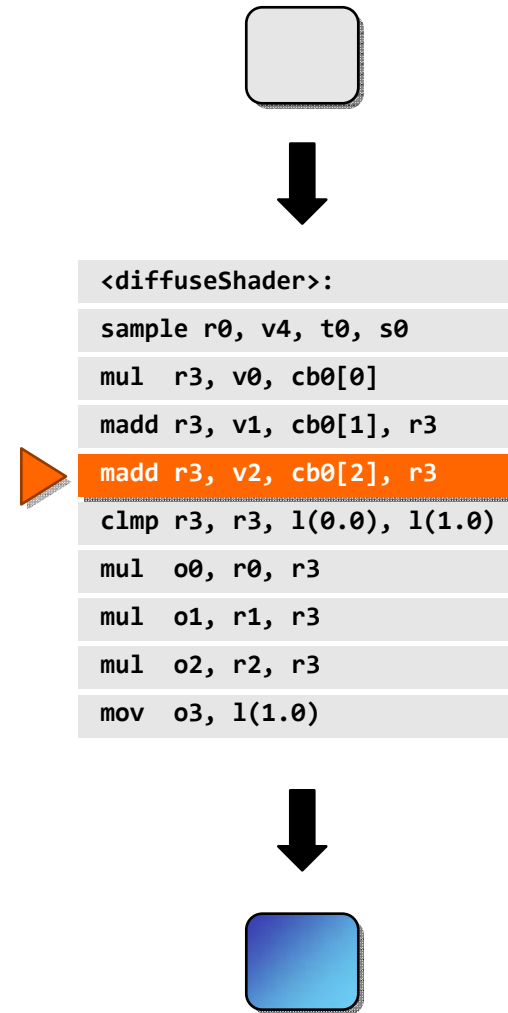 <diffuseShader>:
sample r0, v4, t0, s0
mul  r3, v0, cb0[0]
madd r3, v1, cb0[1], r3
madd r3, v2, cb0[2], r3
clmp r3, r3, l(0.0), l(1.0)
mul  o0, r0, r3
mul  o1, r1, r3
mul  o2, r2, r3
mov  o3, l(1.0)